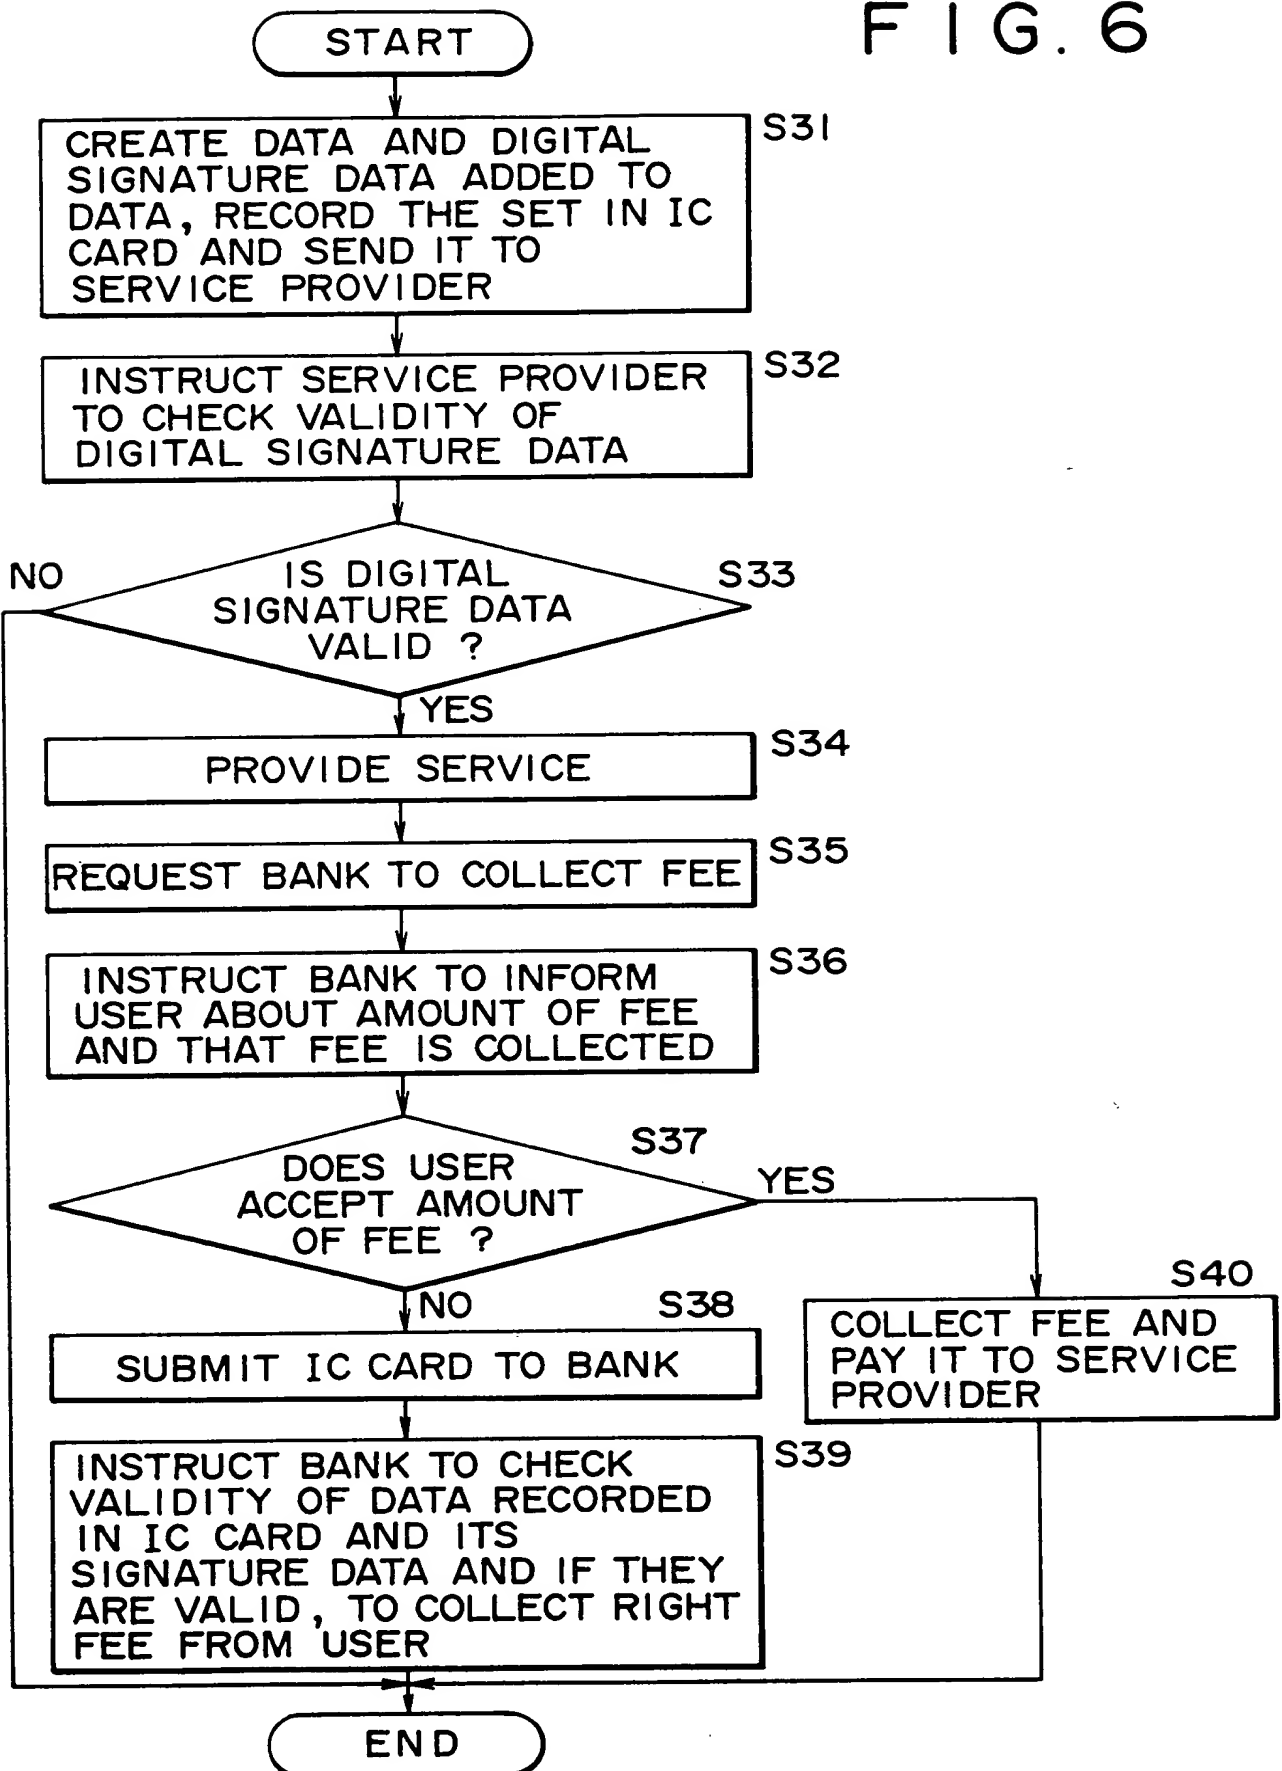 FIG. 6
START
S31
CREATE DATA AND DIGITAL
SIGNATURE DATA ADDED TO
DATA, RECORD THE SET IN IC
CARD AND SEND IT TO
SERVICE PROVIDER
S32
INSTRUCT SERVICE PROVIDER
TO CHECK VALIDITY OF
DIGITAL SIGNATURE DATA
NO
S33
IS DIGITAL
SIGNATURE DATA
VALID ?
YES
S34
PROVIDE SERVICE
S35
REQUEST BANK TO COLLECT FEE
S36
INSTRUCT BANK TO INFORM
USER ABOUT AMOUNT OF FEE
AND THAT FEE IS COLLECTED
S37
DOES USER
ACCEPT AMOUNT
OF FEE ?
YES
NO
S38
SUBMIT IC CARD TO BANK
S40
COLLECT FEE AND
PAY IT TO SERVICE
PROVIDER
S39
INSTRUCT BANK TO CHECK
VALIDITY OF DATA RECORDED
IN IC CARD AND ITS
SIGNATURE DATA AND IF THEY
ARE VALID, TO COLLECT RIGHT
FEE FROM USER
END